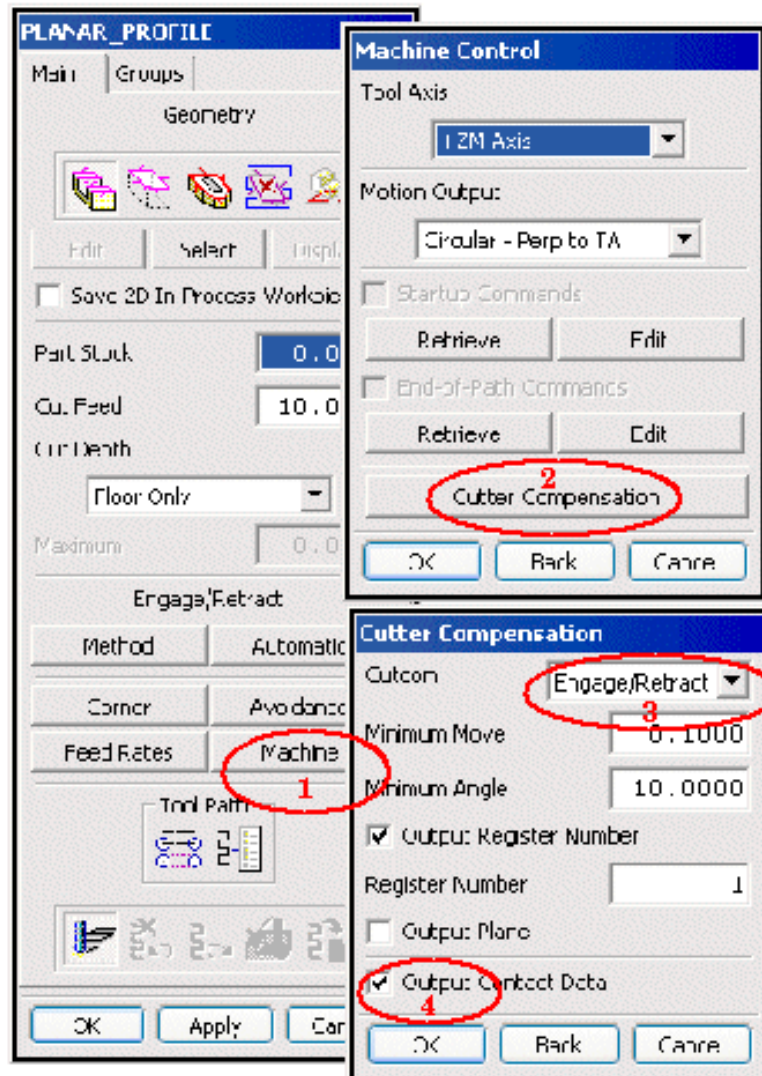 PLANAR_PROFILE
Main Groups
Geometry
Edit Select Displa
Save 2D In Process Workpie
Part Stock 0.0
Cut Feed 10.0
Cut Depth
Floor Only
Maximum 0.0
Engage/Retract
Method Automatic
Corner Avoidance
Feed Rates Machine
1
Tool Path
OK Apply Can
Machine Control
Tool Axis
+ZM Axis
Motion Output
Circular - Perp to TA
Startup Commands
Retrieve Edit
End-of-Path Commands
Retrieve Edit
2
Cutter Compensation
OK Back Cancel
Cutter Compensation
Cutcom Engage/Retract
3
Minimum Move 0.1000
Minimum Angle 10.0000
Output Register Number
Register Number 1
Output Plane
Output Contact Data
4
OK Back Cancel